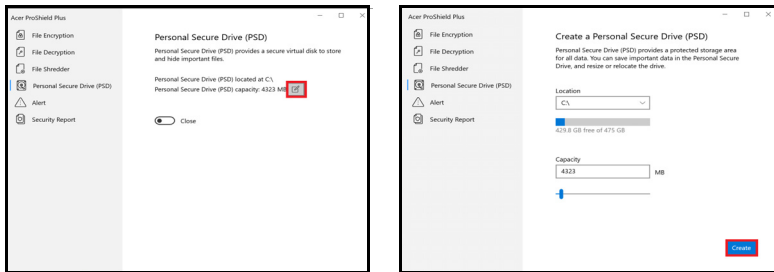 Acer ProShield Plus
File Encryption
File Decryption
File Shredder
Personal Secure Drive (PSD)
Alert
Security Report
Personal Secure Drive (PSD)
Personal Secure Drive (PSD) provides a secure virtual disk to store
and hide important files.
Personal Secure Drive (PSD) located at C:\
Personal Secure Drive (PSD) capacity: 4323 MB
Close
Acer ProShield Plus
File Encryption
File Decryption
File Shredder
Personal Secure Drive (PSD)
Alert
Security Report
Create a Personal Secure Drive (PSD)
Personal Secure Drive (PSD) provides a protected storage area
for all data. You can save important data in the Personal Secure
Drive, and resize or relocate the drive.
Location
C:\
429.8 GB free of 475 GB
Capacity
4323 MB
Create